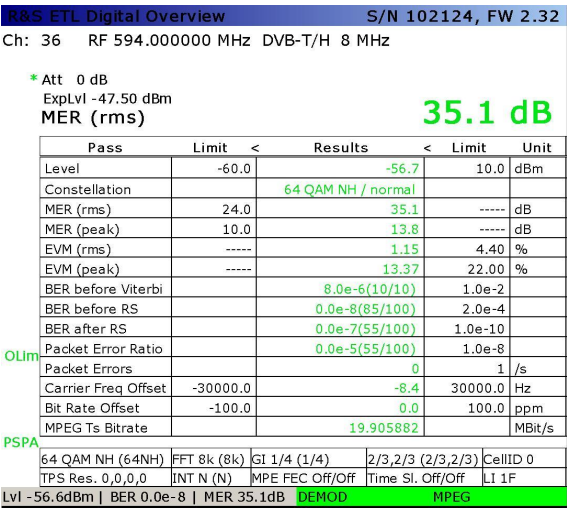 R&S ETL Digital Overview S/N 102124, FW 2.32
Ch: 36 RF 594.000000 MHz DVB-T/H 8 MHz
* Att 0 dB
ExpLvl -47.50 dBm
MER (rms) 35.1 dB
Pass Limit < Results < Limit Unit
Level -60.0 -56.7 10.0 dBm
Constellation 64 QAM NH / normal
MER (rms) 24.0 35.1 ----- dB
MER (peak) 10.0 13.8 ----- dB
EVM (rms) ----- 1.15 4.40 %
EVM (peak) ----- 13.37 22.00 %
BER before Viterbi 8.0e-6(10/10) 1.0e-2
BER before RS 0.0e-8(85/100) 2.0e-4
BER after RS 0.0e-7(55/100) 1.0e-10
Packet Error Ratio 0.0e-5(55/100) 1.0e-8
OLim
Packet Errors 0 1 /s
Carrier Freq Offset -30000.0 -8.4 30000.0 Hz
Bit Rate Offset -100.0 0.0 100.0 ppm
MPEG Ts Bitrate 19.905882 MBit/s
PSPA
64 QAM NH (64NH) FFT 8k (8k) GI 1/4 (1/4) 2/3,2/3 (2/3,2/3) CellID 0
TPS Res. 0,0,0,0 INT N (N) MPE FEC Off/Off Time Sl. Off/Off LI 1F
Lvl -56.6dBm | BER 0.0e-8 | MER 35.1dB DEMOD MPEG